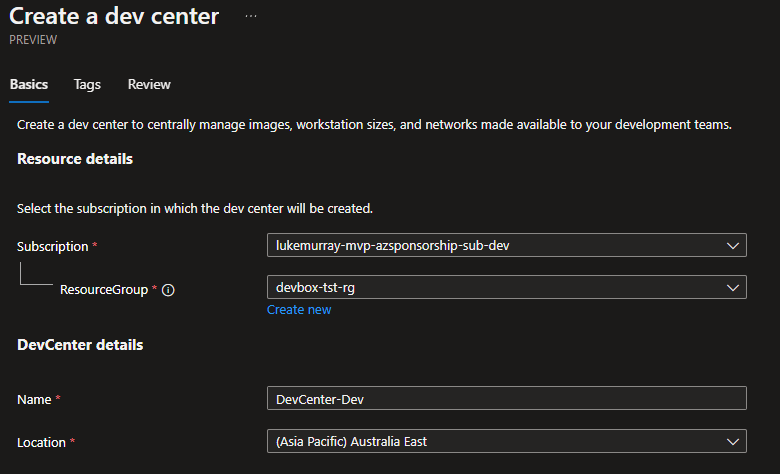 Create a dev center ...
PREVIEW
Basics Tags Review
Create a dev center to centrally manage images, workstation sizes, and networks made available to your development teams.
Resource details
Select the subscription in which the dev center will be created.
Subscription * lukemurray-mvp-azsponsorship-sub-dev
ResourceGroup * devbox-tst-rg
Create new
DevCenter details
Name * DevCenter-Dev
Location * (Asia Pacific) Australia East